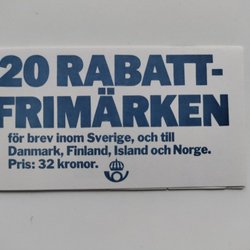 20 RABATT-
FRIMÄRKEN
för brev inom Sverige, och till
Danmark, Finland, Island och Norge.
Pris: 32 kronor.